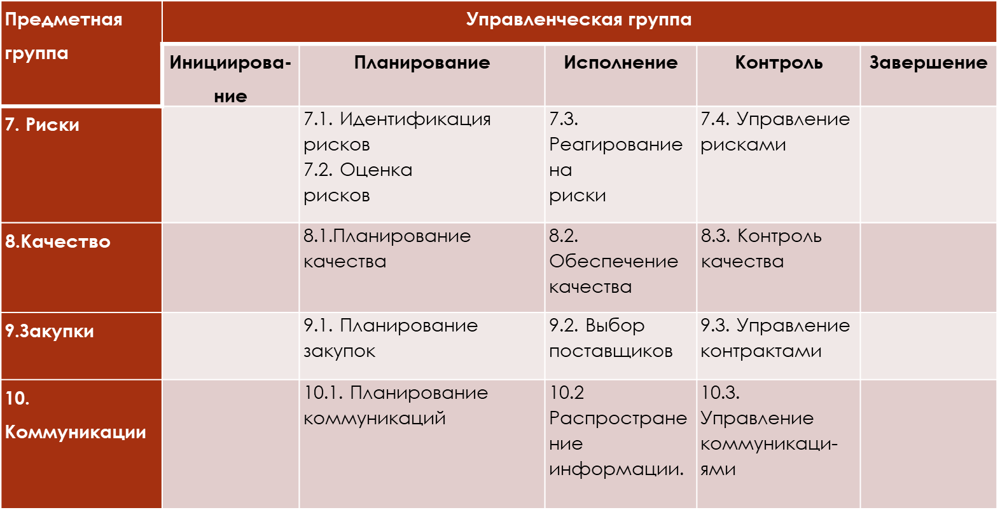 Предметная
группа
Управленческая группа
Иницииrова-
ние
Планирование
Исполнение
Контроль
Завершение
7. Риски
7.1. Идентификация
рисков
7.2. Оценка
рисков
7.3.
Реагирование
на
риски
7.4. Управление
рисками
8.Качество
8.1.Планирование
качества
8.2.
Обеспечение
качества
8.3. Контроль
качества
9.Закупки
9.1. Планирование
закупок
9.2. Выбор
поставщиков
9.3. Управление
контрактами
10.
Коммуникации
10.1. Планирование
коммуникаций
10.2
Распростране
ние
информации.
10.3.
Управление
коммуникаци-
ями